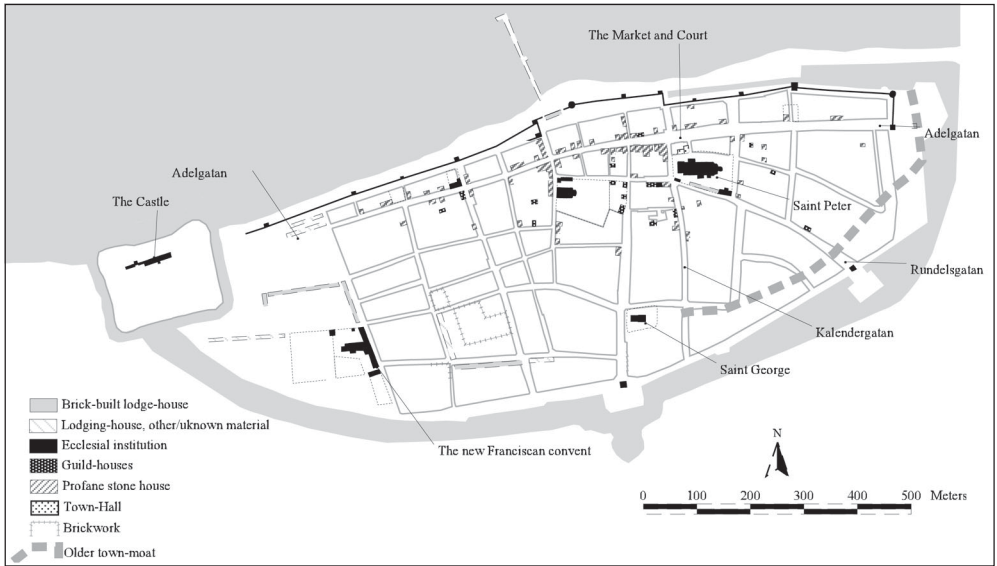 The Market and Court
Adelgatan
Adelgatan
The Castle
Saint Peter
Rundelsgatan
Kalendergatan
Saint George
The new Franciscan convent
Brick-built lodge-house
Lodging-house, other/uknown material
Ecclesial institution
Guild-houses
Profane stone house
Town-Hall
Brickwork
Older town-moat
N
0 100 200 300 400 500 Meters